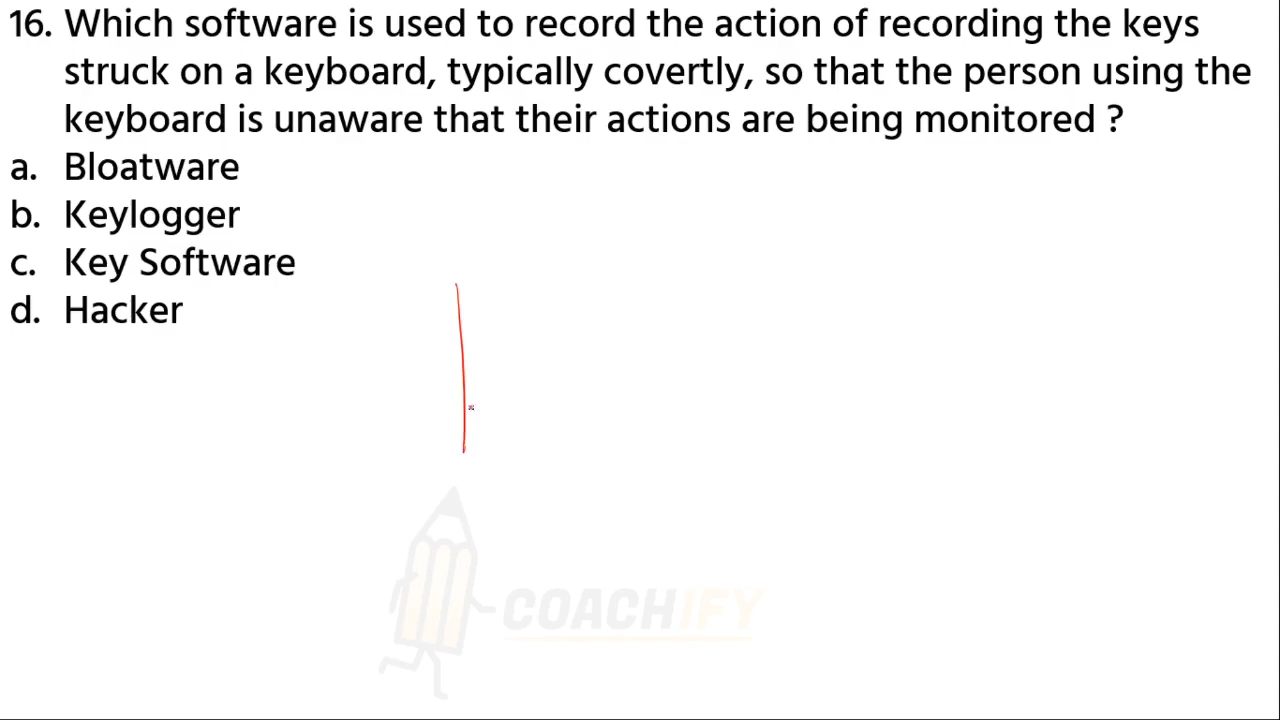 16. Which software is used to record the action of recording the keys
struck on a keyboard, typically covertly, so that the person using the
keyboard is unaware that their actions are being monitored ?
a. Bloatware
b. Keylogger
c. Key Software
d. Hacker
COACHIFY